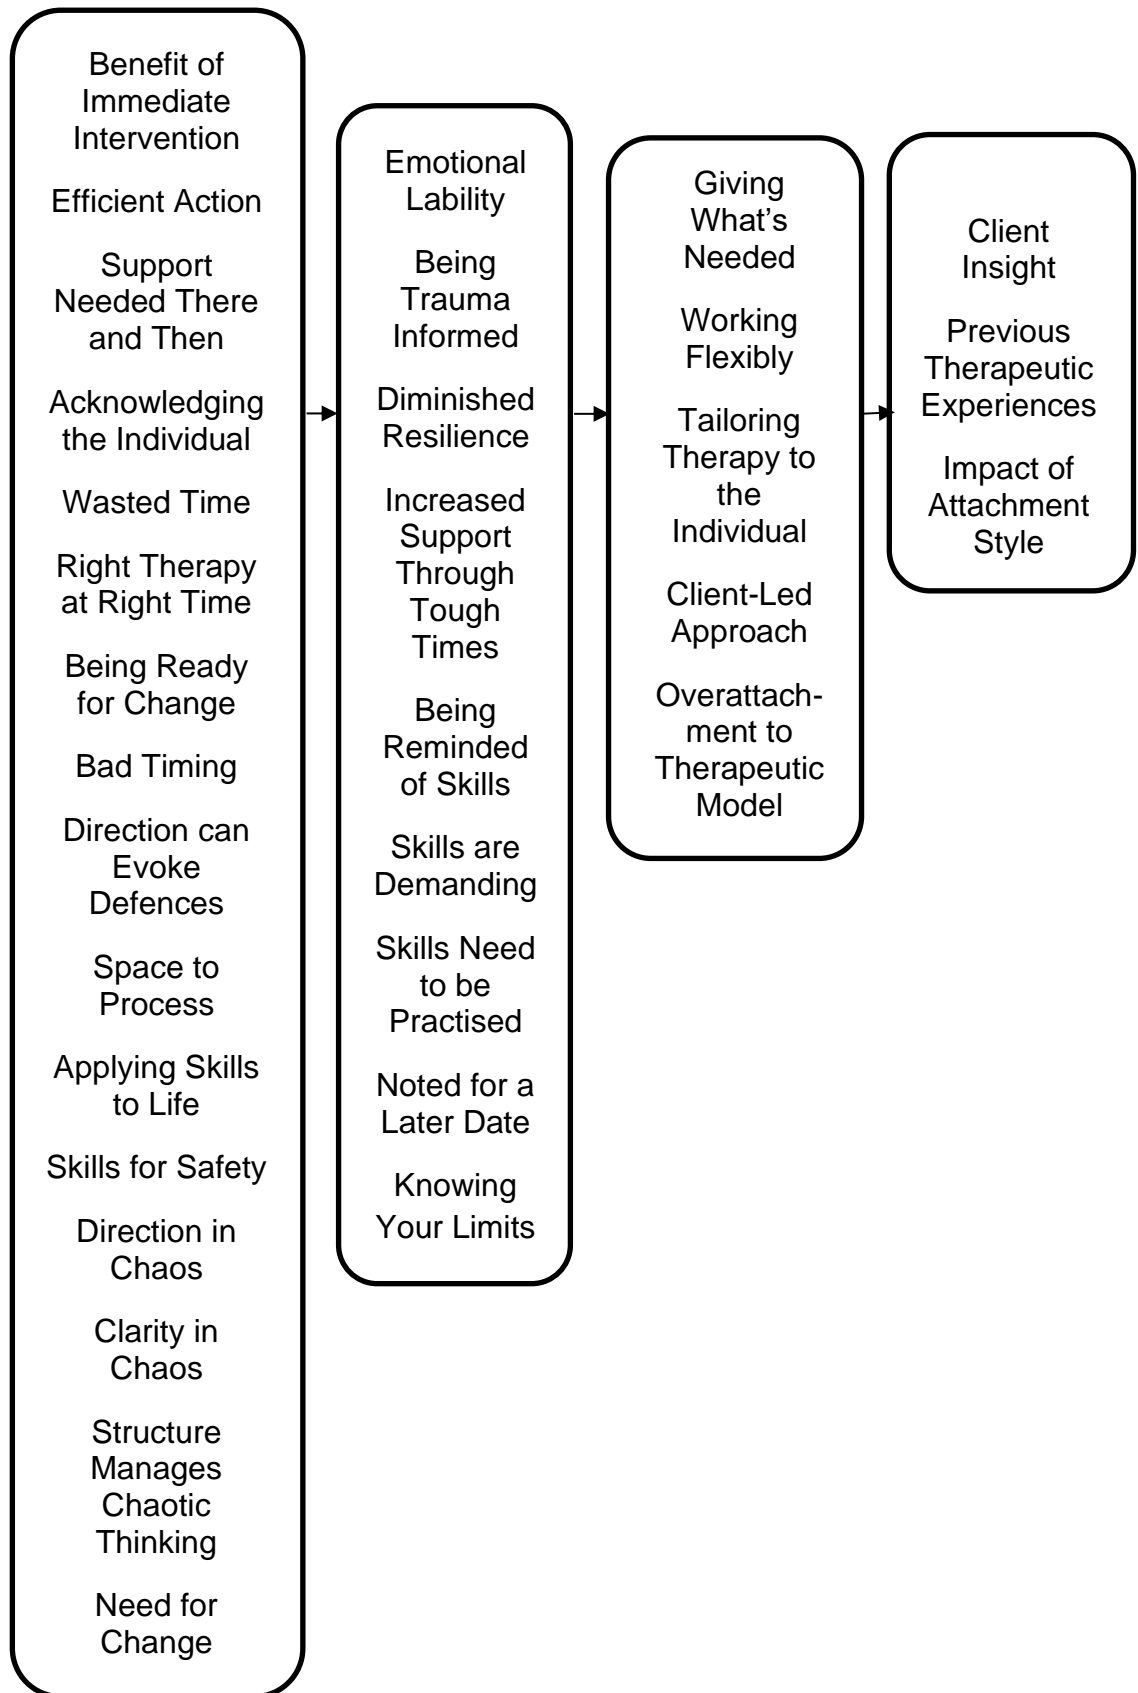 Benefit of
Immediate
Intervention
Efficient Action
Support
Needed There
and Then
Acknowledging
the Individual
Wasted Time
Right Therapy
at Right Time
Being Ready
for Change
Bad Timing
Direction can
Evoke
Defences
Space to
Process
Applying Skills
to Life
Skills for Safety
Direction in
Chaos
Clarity in
Chaos
Structure
Manages
Chaotic
Thinking
Need for
Change
Emotional
Lability
Being
Trauma
Informed
Diminished
Resilience
Increased
Support
Through
Tough
Times
Being
Reminded
of Skills
Skills are
Demanding
Skills Need
to be
Practised
Noted for a
Later Date
Knowing
Your Limits
Giving
What’s
Needed
Working
Flexibly
Tailoring
Therapy to
the
Individual
Client-Led
Approach
Overattach-
ment to
Therapeutic
Model
Client
Insight
Previous
Therapeutic
Experiences
Impact of
Attachment
Style